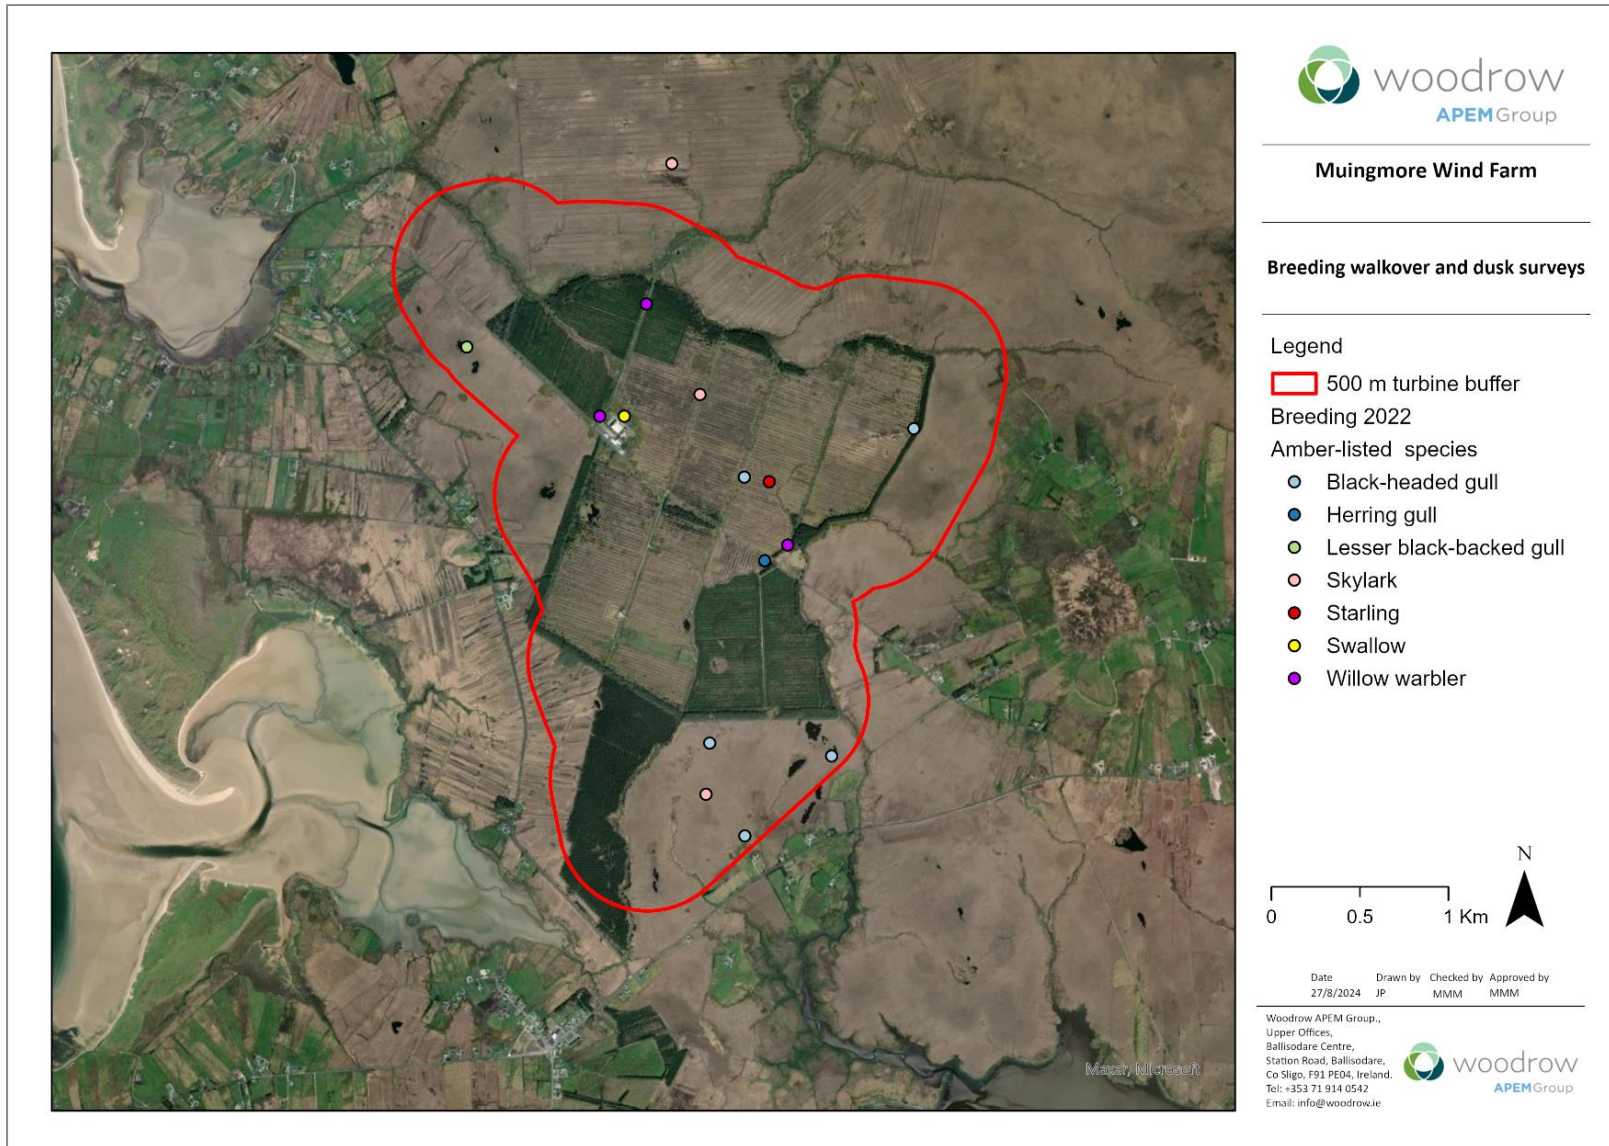 woodrow
APEM Group
Muingmore Wind Farm
Breeding walkover and dusk surveys
Legend
500 m turbine buffer
Breeding 2022
Amber-listed species
Black-headed gull
Herring gull
Lesser black-backed gull
Skylark
Starling
Swallow
Willow warbler
N
0 0.5 1 Km
Date Drawn by Checked by Approved by
27/8/2024 JP MMM MMM
Woodrow APEM Group.,
Upper Offices,
Ballisodare Centre,
Station Road, Ballisodare,
Co Sligo, F91 PE04, Ireland.
Tel: +353 71 914 0542
Email: info@woodrow.ie
woodrow
APEM Group
Maxar, Microsoft